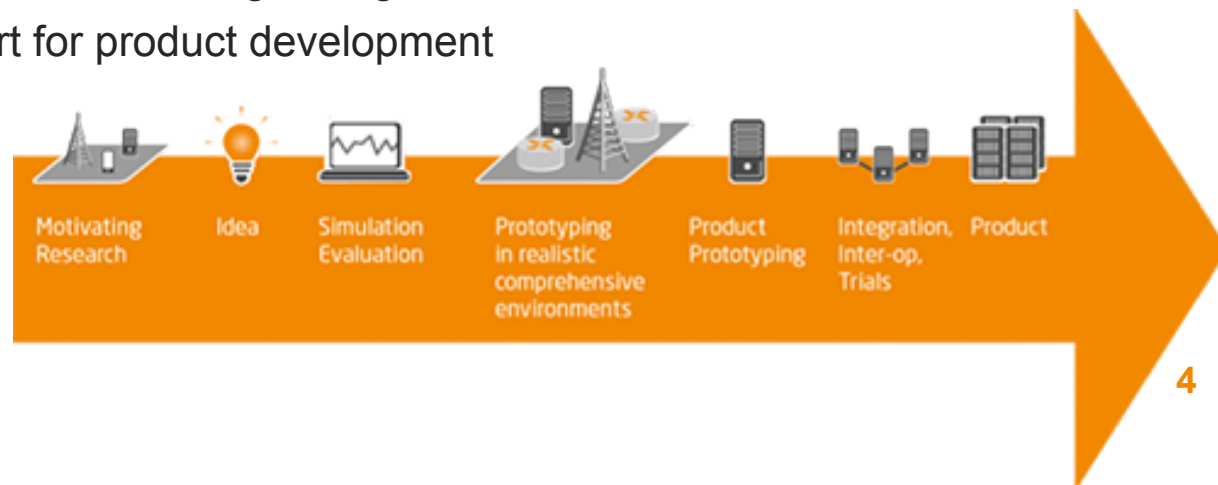 rt for product development
Motivating
Research
Idea
Simulation
Evaluation
Prototyping
in realistic
comprehensive
environments
Product
Prototyping
Integration,
Inter-op,
Trials
Product
4